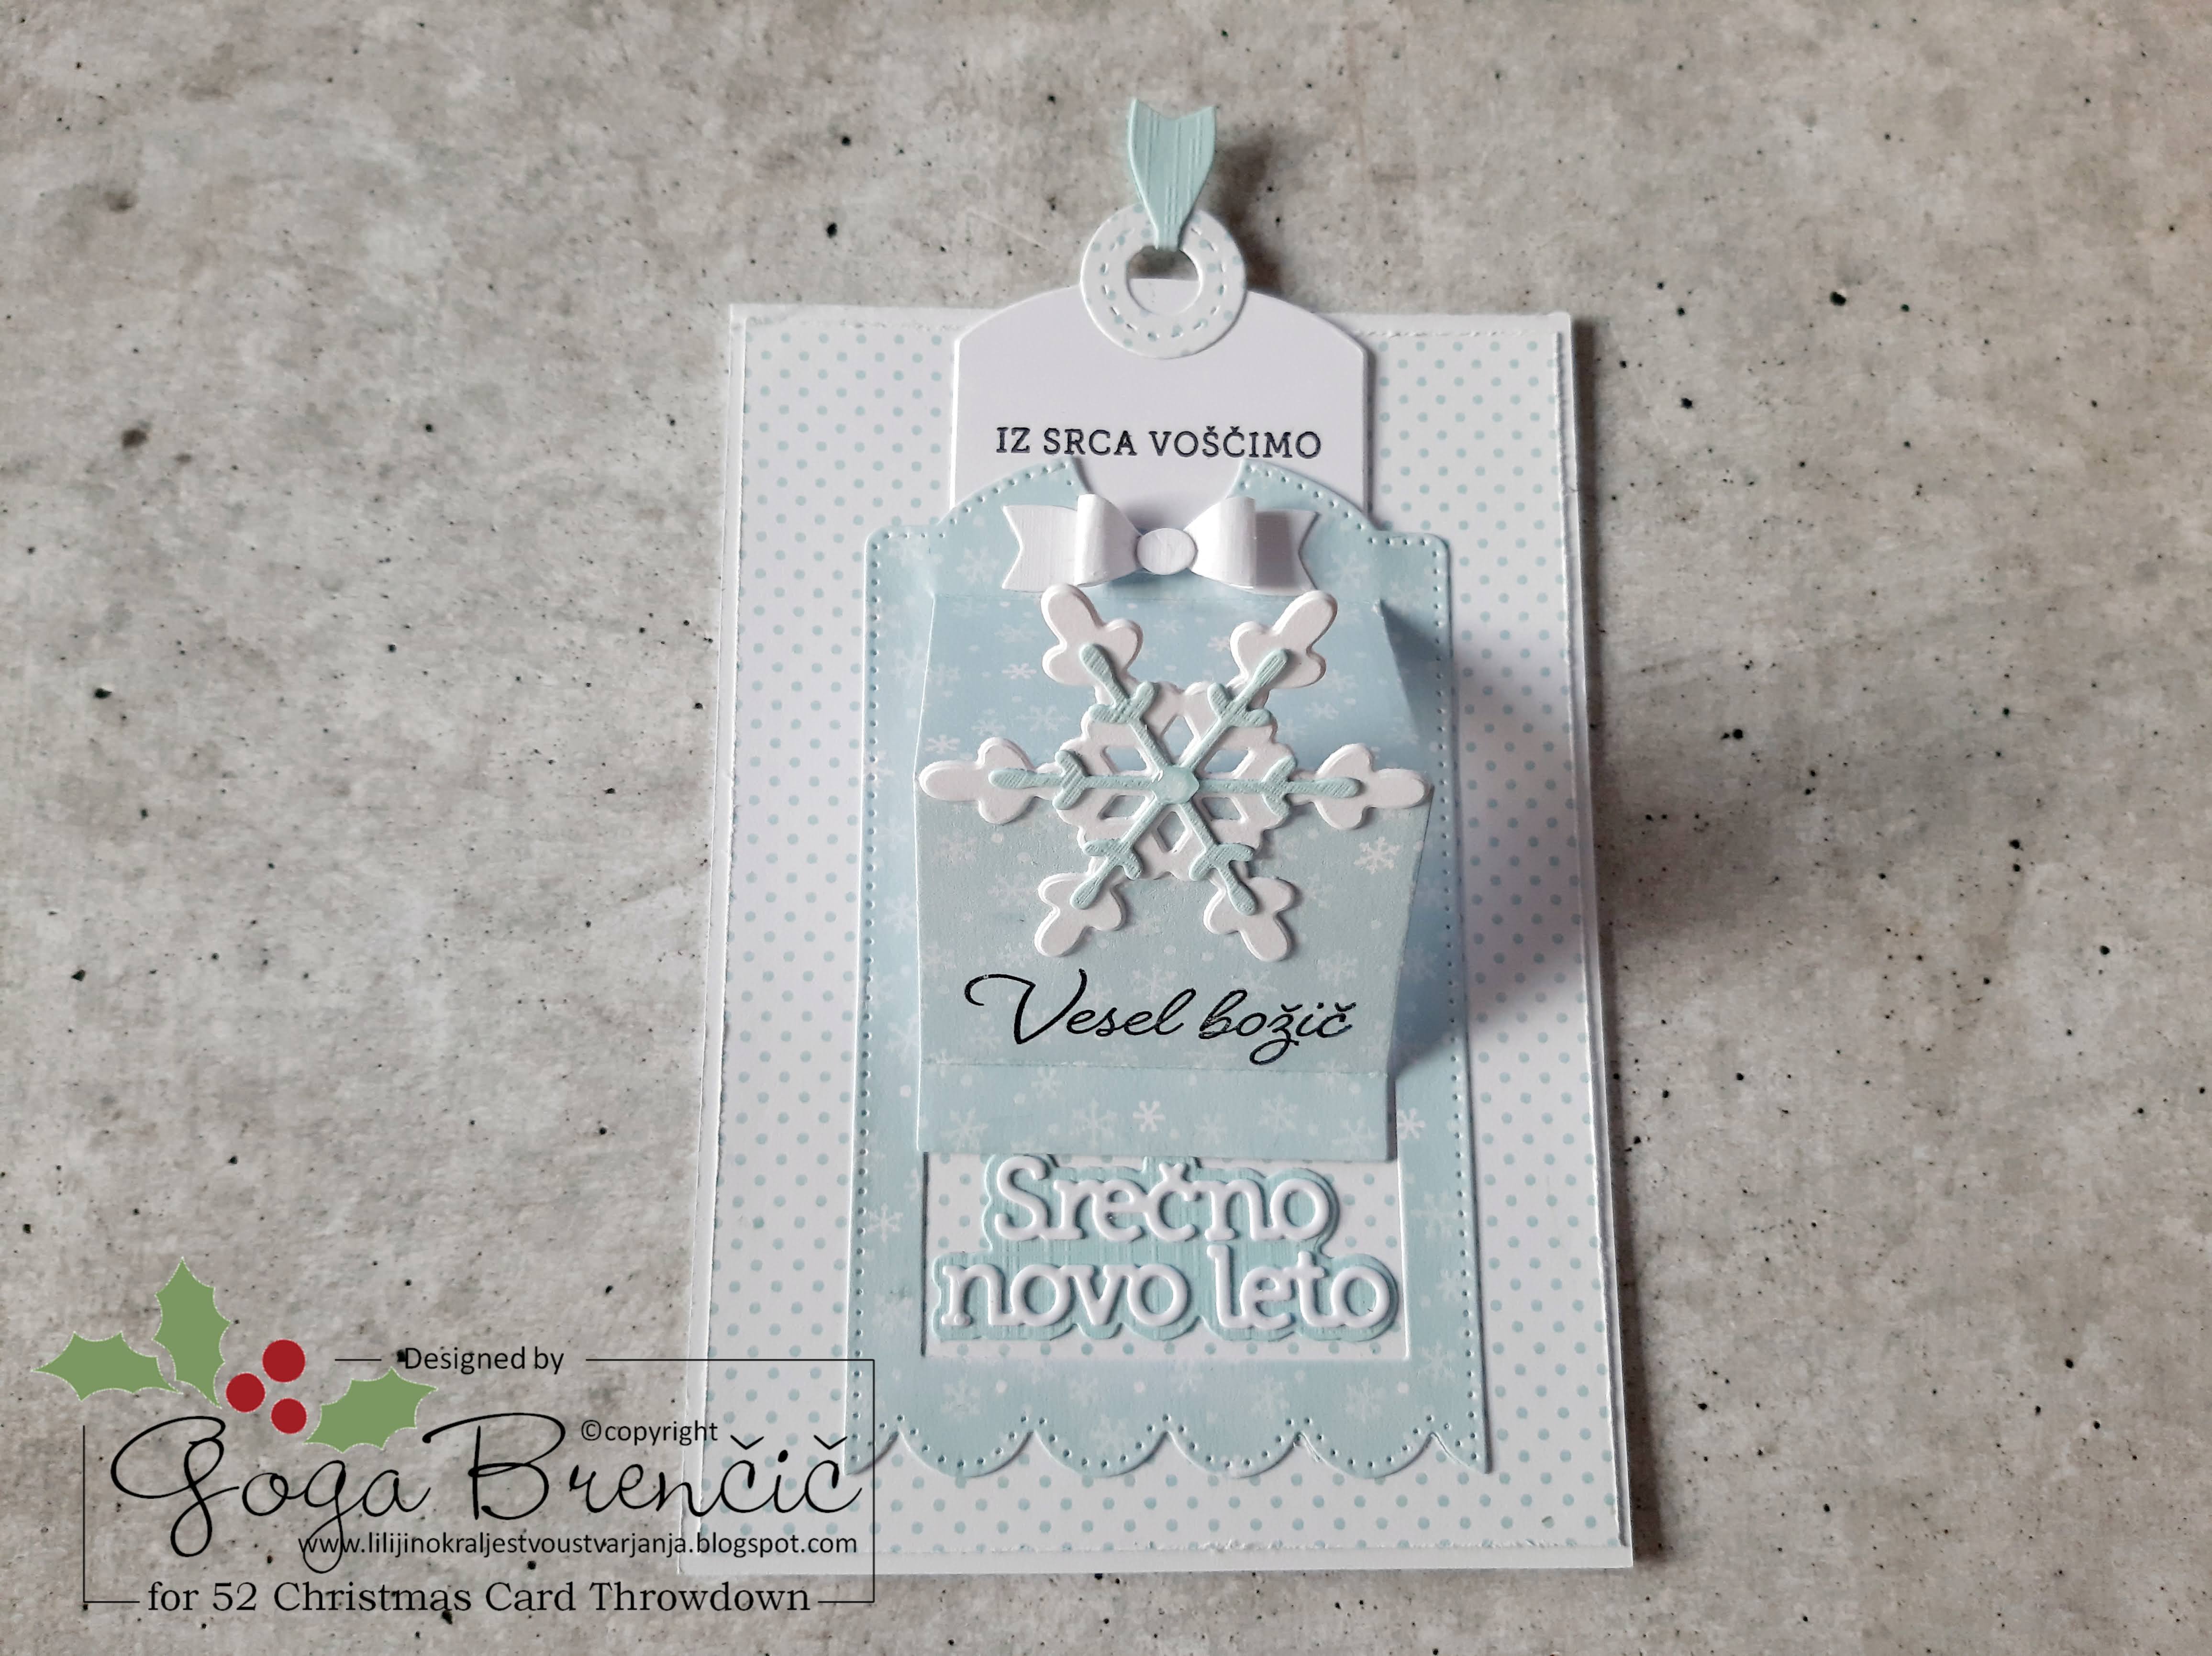 IZ SRCA VOŠČIMO
Vesel božič
Srečno
novo leto
Designed by
©copyright
Goga Brenčič
www.lilijinokraljestvoustvarjanja.blogspot.com
for 52 Christmas Card Throwdown